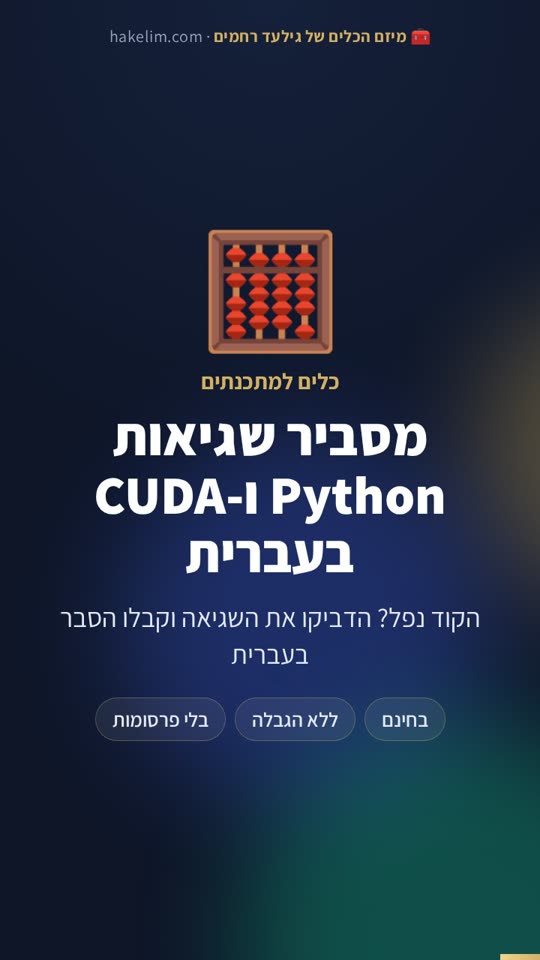 🧰 מיזם הכלים של גילעד רחמים · hakelim.com
כלים למתכנתים
מסביר שגיאות
Python ו-CUDA
בעברית
הקוד נפל? הדביקו את השגיאה וקבלו הסבר
בעברית
בחינם
ללא הגבלה
בלי פרסומות